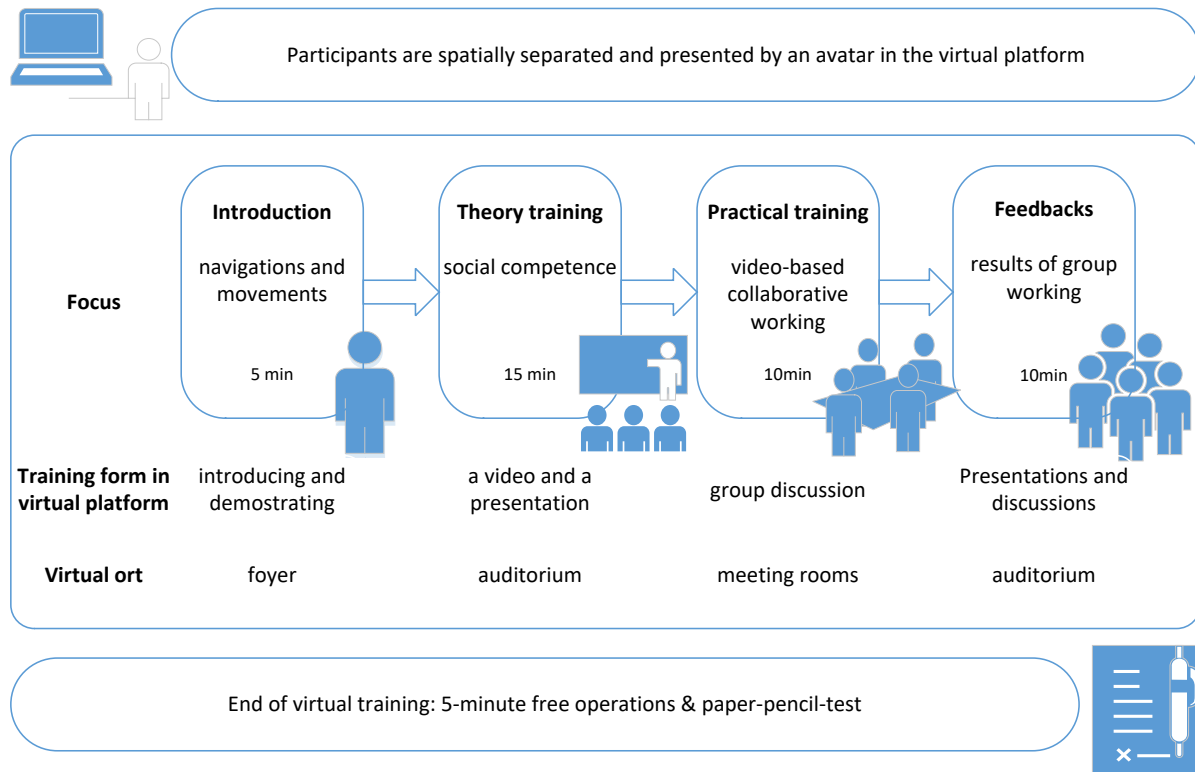 Participants are spatially separated and presented by an avatar in the virtual platform
Focus
Introduction
navigations and
movements
5 min
Theory training
social competence
15 min
Practical training
video-based
collaborative
working
10min
Feedbacks
results of group
working
10min
Training form in
virtual platform
introducing and
demostrating
a video and a
presentation
group discussion
Presentations and
discussions
Virtual ort
foyer
auditorium
meeting rooms
auditorium
End of virtual training: 5-minute free operations & paper-pencil-test